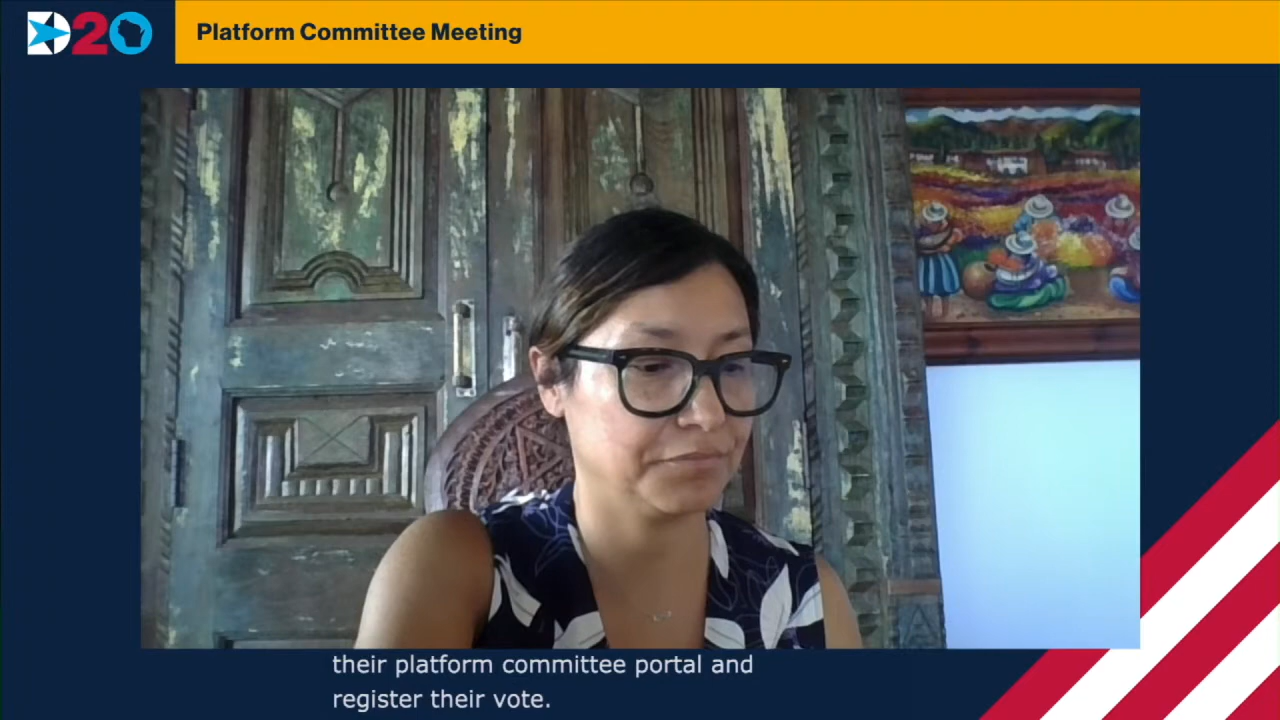 D20
Platform Committee Meeting
their platform committee portal and
register their vote.